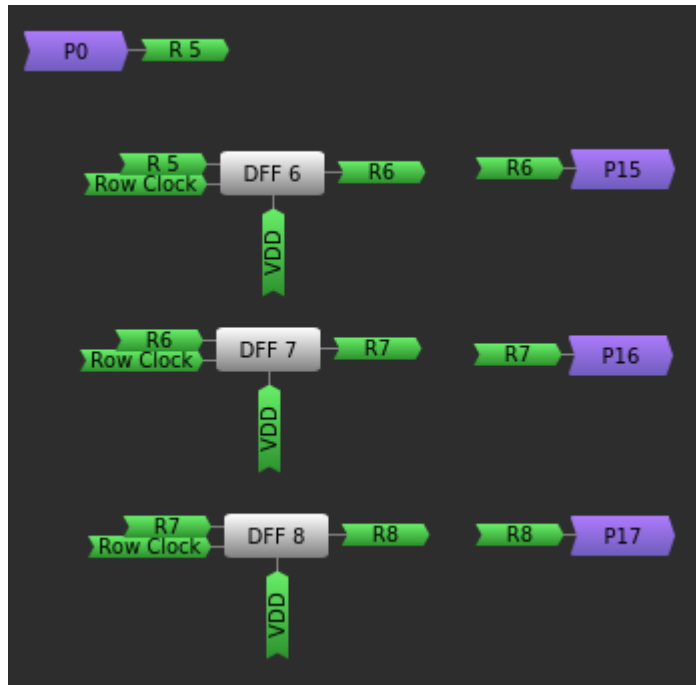 P0 R 5
R 5
Row Clock
DFF 6
R6
VDD
R6 P15
R6
Row Clock
DFF 7
R7
VDD
R7 P16
R7
Row Clock
DFF 8
R8
VDD
R8 P17